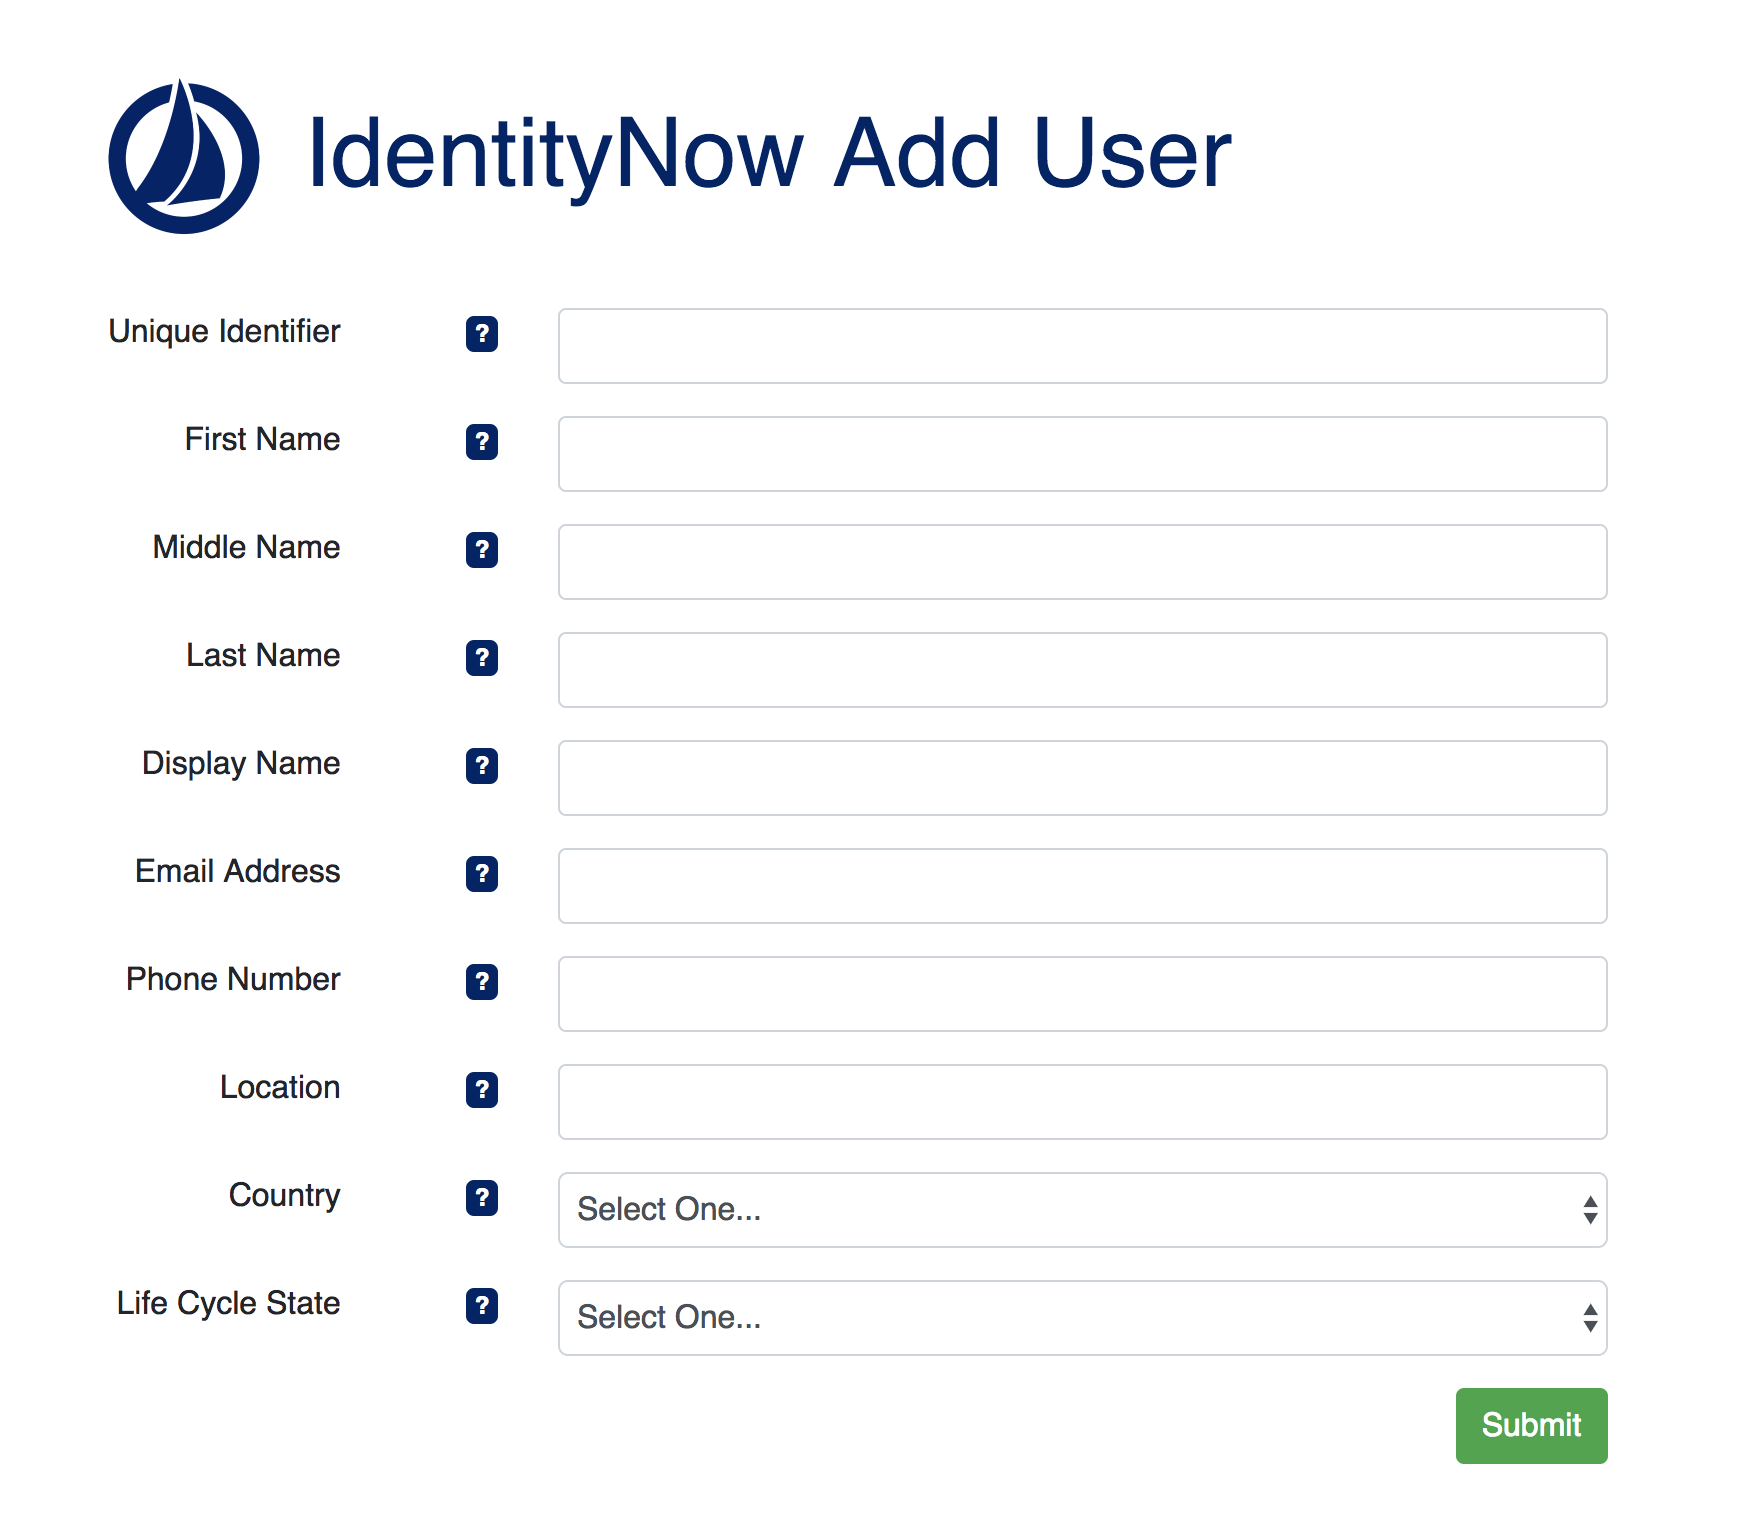 IdentityNow Add User
Unique Identifier ?
First Name ?
Middle Name ?
Last Name ?
Display Name ?
Email Address ?
Phone Number ?
Location ?
Country ? Select One...
Life Cycle State ? Select One...
Submit